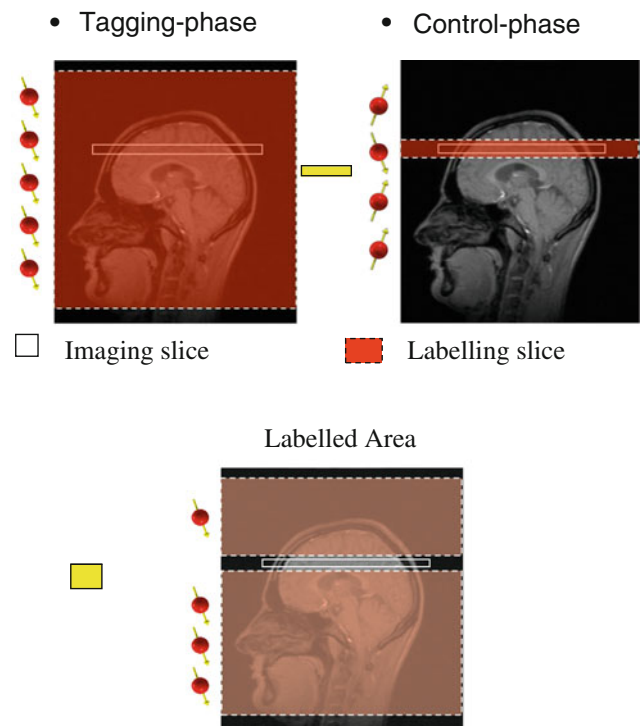 • Tagging-phase
• Control-phase
Imaging slice
Labelling slice
Labelled Area